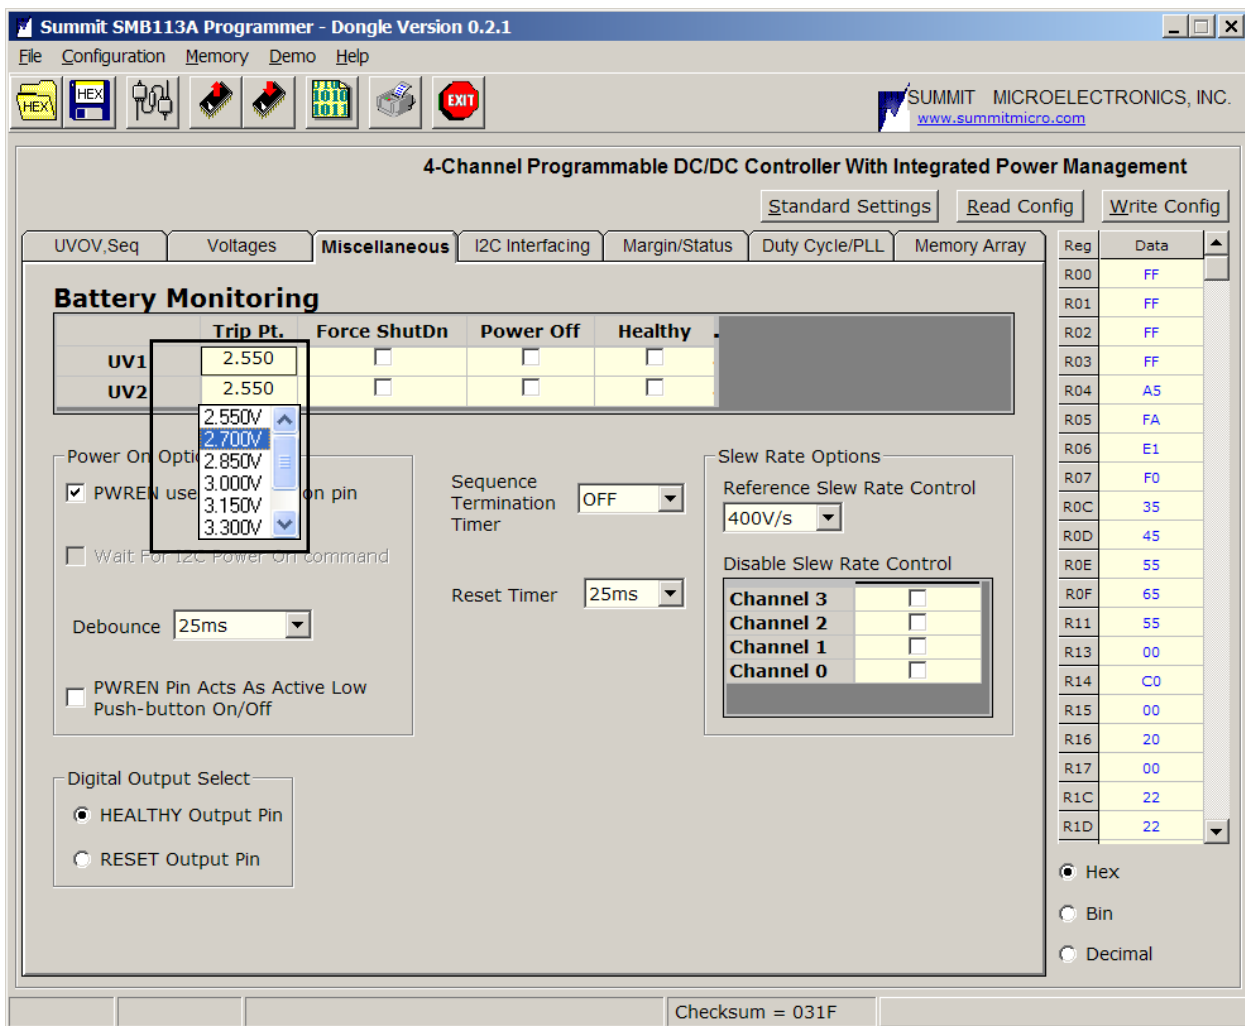 Summit SMB113A Programmer - Dongle Version 0.2.1
File Configuration Memory Demo Help
HEX HEX 1010 1011 EXIT
SUMMIT MICROELECTRONICS, INC.
www.summitmicro.com
4-Channel Programmable DC/DC Controller With Integrated Power Management
Standard Settings Read Config Write Config
UVOV,Seq Voltages Miscellaneous I2C Interfacing Margin/Status Duty Cycle/PLL Memory Array
Battery Monitoring
Trip Pt. Force ShutDn Power Off Healthy
UV1 2.550
UV2 2.550
2.550V
2.700V
2.850V
3.000V
3.150V
3.300V
Power On Opti
PWREN use on pin
Wait For I2C Power On command
Debounce 25ms
PWREN Pin Acts As Active Low
Push-button On/Off
Sequence
Termination
Timer
OFF
Reset Timer 25ms
Slew Rate Options
Reference Slew Rate Control
400V/s
Disable Slew Rate Control
Channel 3
Channel 2
Channel 1
Channel 0
Digital Output Select
HEALTHY Output Pin
RESET Output Pin
Reg Data
R00 FF
R01 FF
R02 FF
R03 FF
R04 A5
R05 FA
R06 E1
R07 F0
R0C 35
R0D 45
R0E 55
R0F 65
R11 55
R13 00
R14 C0
R15 00
R16 20
R17 00
R1C 22
R1D 22
Hex
Bin
Decimal
Checksum = 031F